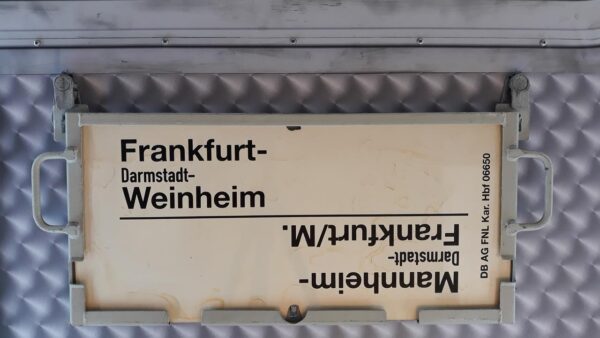 Frankfurt-
Darmstadt-
Weinheim
Mannheim-
Darmstadt-
Frankfurt/M.
DB AG FNL Kar. Hbf 06650